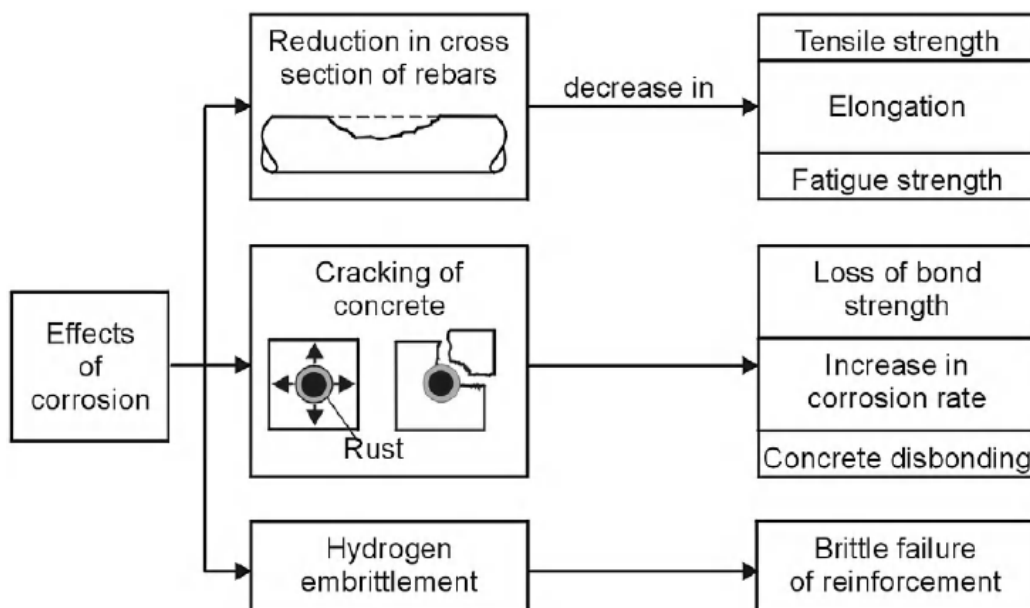 Effects
of
corrosion
Reduction in cross
section of rebars
decrease in
Tensile strength
Elongation
Fatigue strength
Cracking of
concrete
Rust
Loss of bond
strength
Increase in
corrosion rate
Concrete disbonding
Hydrogen
embrittlement
Brittle failure
of reinforcement